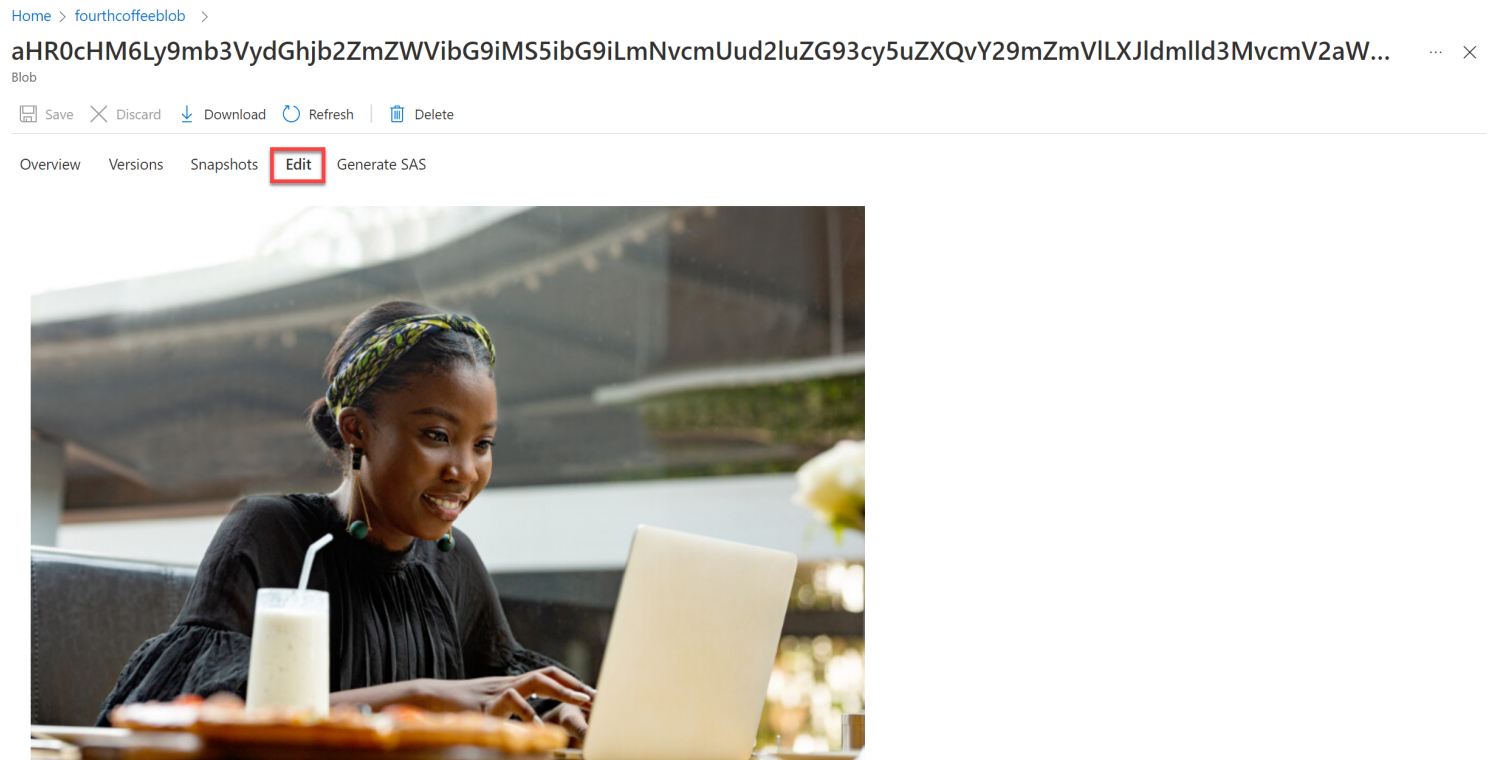 Home > fourthcoffeeblob >
aHR0cHM6Ly9mb3VydGhjb2ZmZWVibG9iMS5ibG9iLmNvcmUud2luZG93cy5uZXQvY29mZmVlLXJldmlld3MvcmV2aW...
Blob
Save Discard Download Refresh Delete
Overview Versions Snapshots Edit Generate SAS